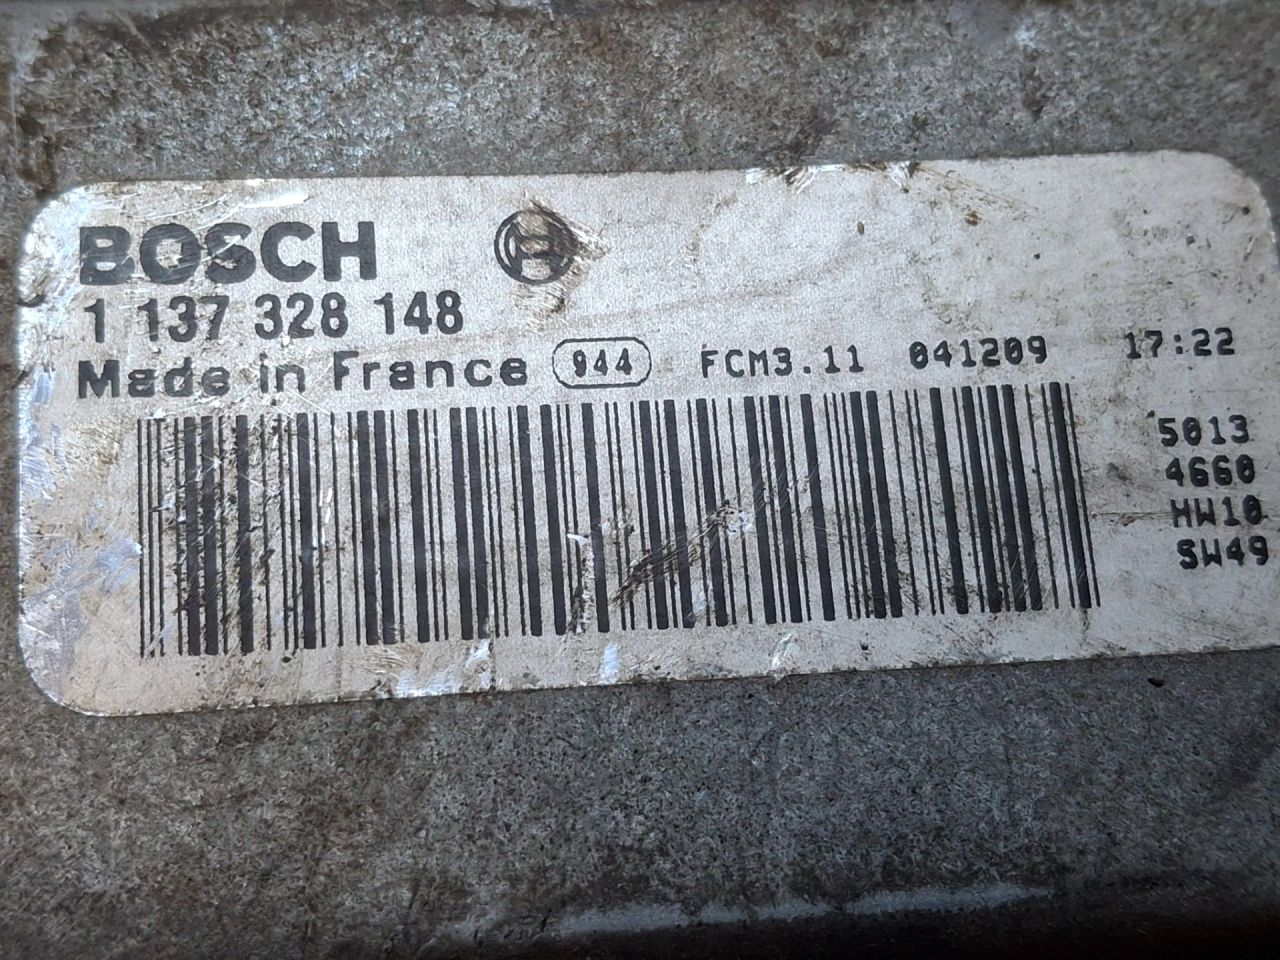 BOSCH
1 137 328 148
Made in France 944 FCM3.11 041209 17:22
5013
4660
HW10
SW49